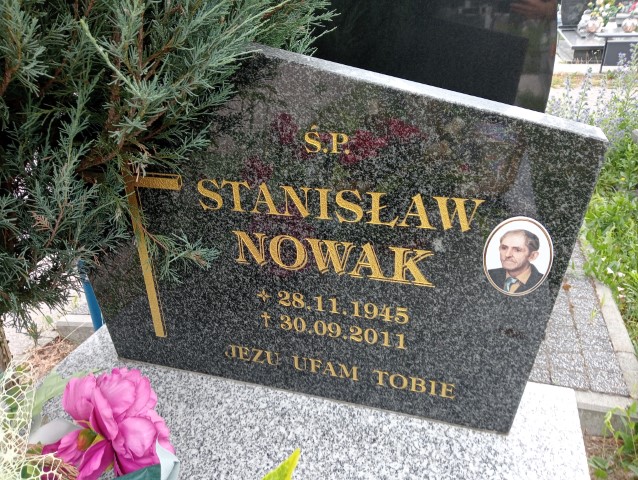 Ś.P.
STANISŁAW
NOWAK
28.11.1945
† 30.09.2011
JEZU UFAM TOBIE